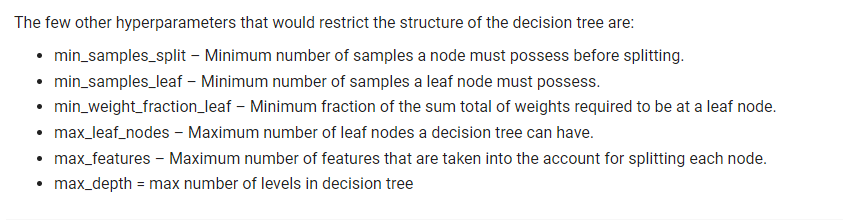 The few other hyperparameters that would restrict the structure of the decision tree are:
• min_samples_split – Minimum number of samples a node must possess before splitting.
• min_samples_leaf – Minimum number of samples a leaf node must possess.
• min_weight_fraction_leaf – Minimum fraction of the sum total of weights required to be at a leaf node.
• max_leaf_nodes – Maximum number of leaf nodes a decision tree can have.
• max_features – Maximum number of features that are taken into the account for splitting each node.
• max_depth = max number of levels in decision tree